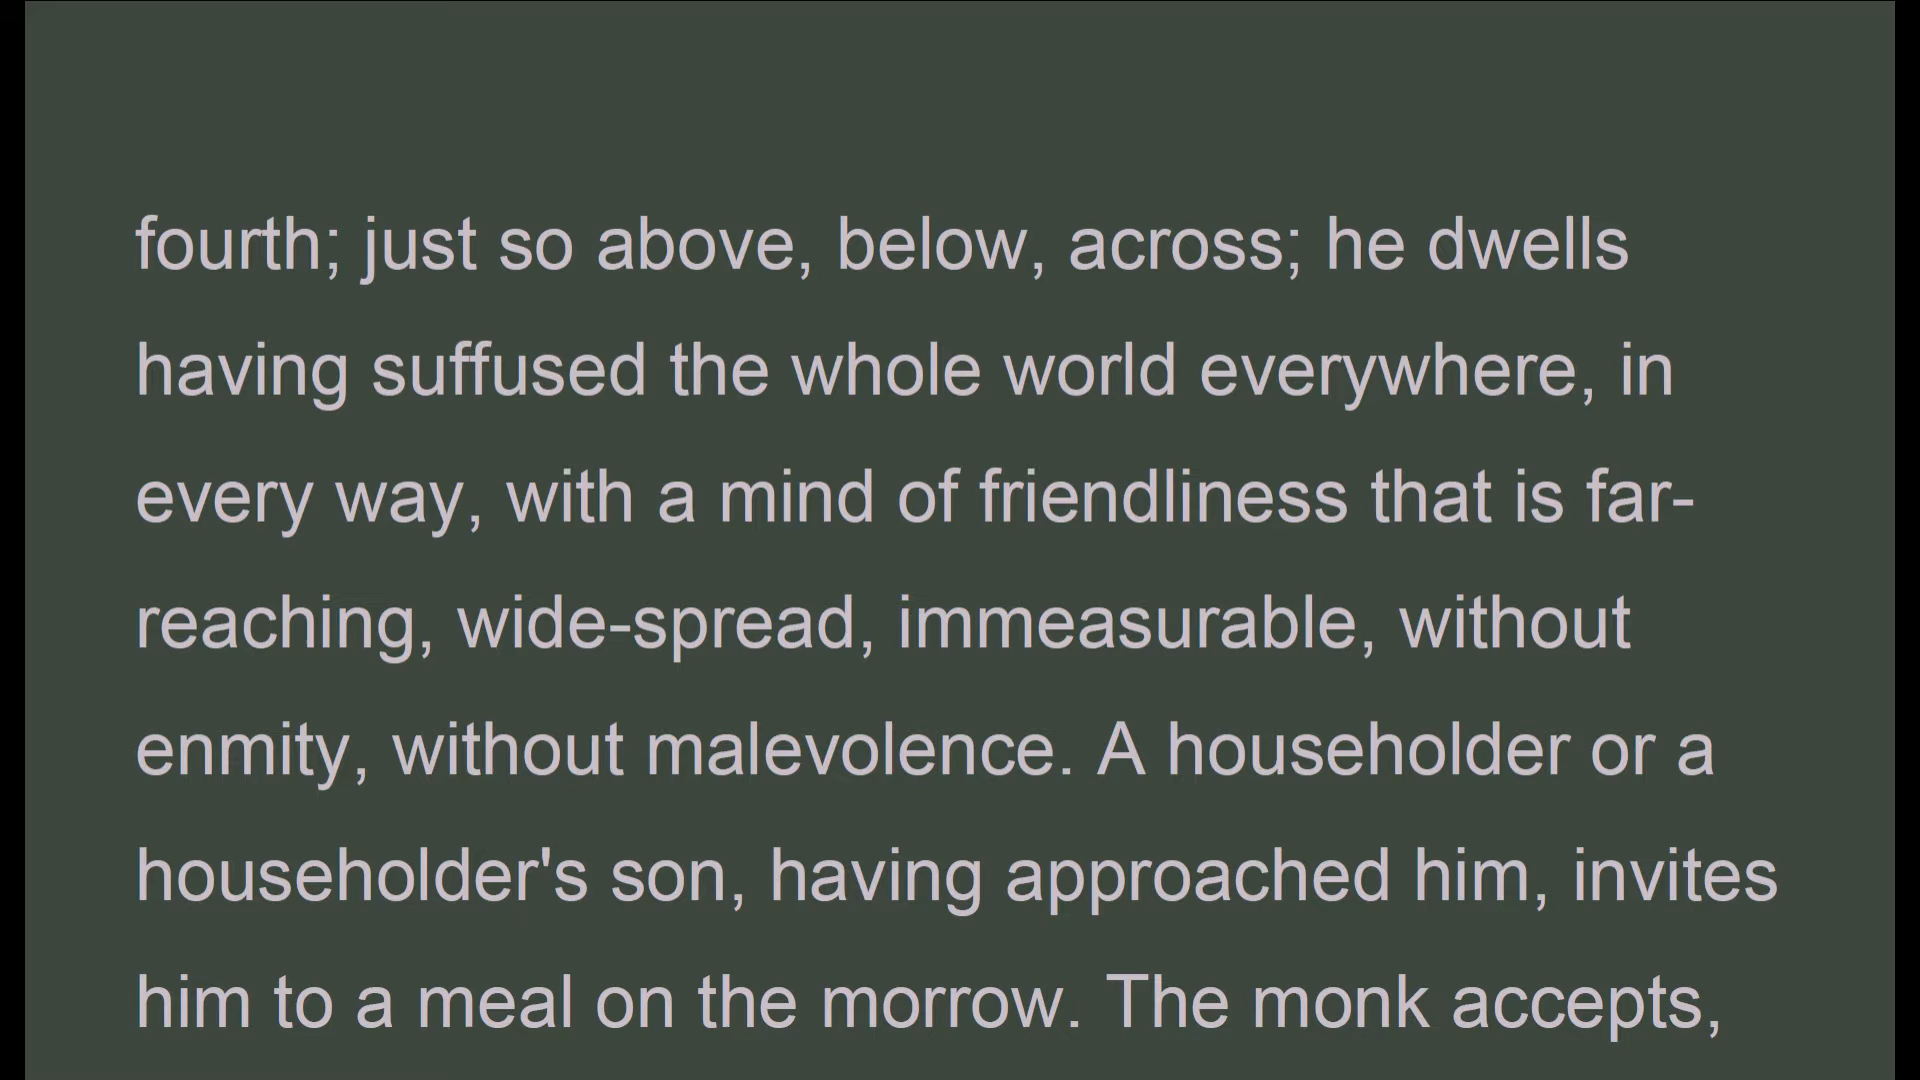 fourth; just so above, below, across; he dwells
having suffused the whole world everywhere, in
every way, with a mind of friendliness that is far-
reaching, wide-spread, immeasurable, without
enmity, without malevolence. A householder or a
householder's son, having approached him, invites
him to a meal on the morrow. The monk accepts,